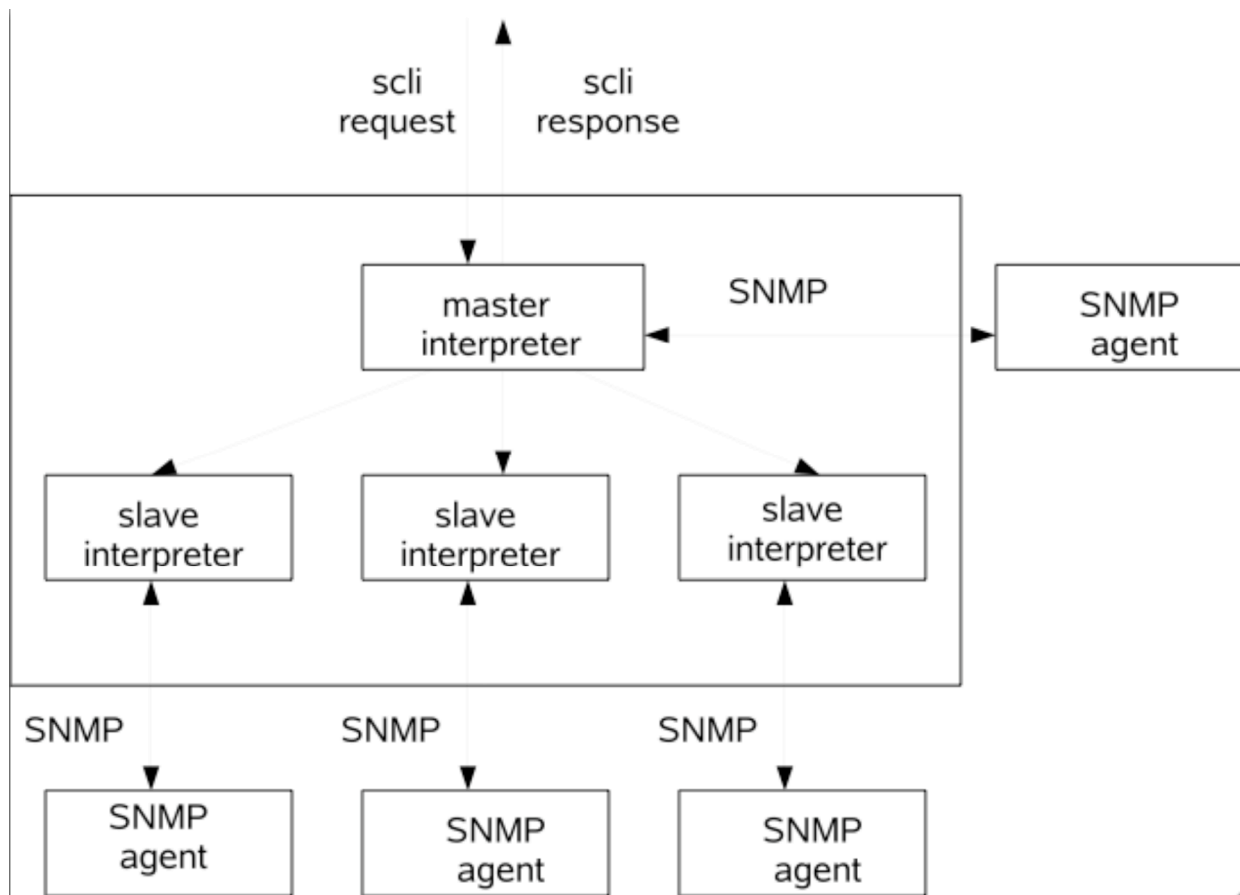 scli
request
scli
response
master
interpreter
SNMP
SNMP
agent
slave
interpreter
slave
interpreter
slave
interpreter
SNMP
SNMP
SNMP
SNMP
agent
SNMP
agent
SNMP
agent